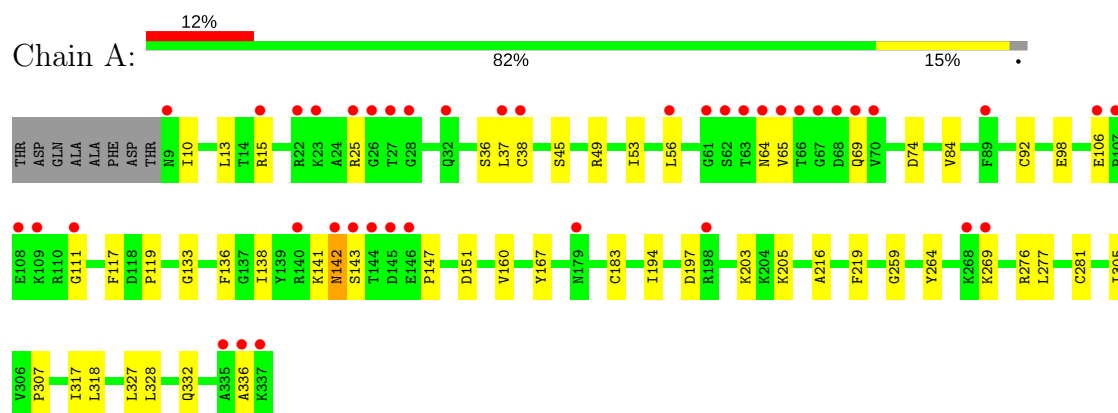 12%
Chain A:
82% 15% •
THR ASP GLN ALA ALA PHE ASP THR N9 I10 L13 T14 R15 R22 K23 A24 R25 G26 T27 G28 Q32 S36 L37 C38 S45 R49 I53 L56 G61 S62 T63 N64 V65 T66 G67 D68 Q69 V70 D74 V84 F89 C92 E98 E106 E107
E108 K109 R110 G111 F117 D118 P119 G133 F136 G137 I138 Y139 R140 K141 N142 S143 T144 D145 E146 P147 D151 V160 Y167 N179 C183 I194 D197 R198 K203 K204 K205 A216 F219 G259 Y264 K268 K269 R276 L277 C281 I305
V306 P307 I317 L318 L327 L328 Q332 A335 A336 K337